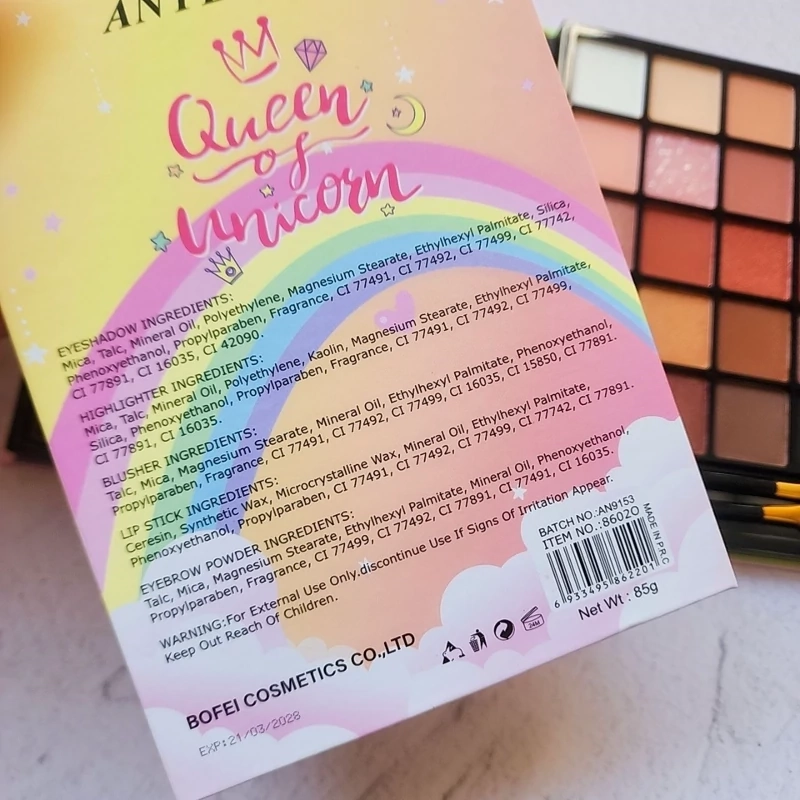 Queen
of
Unicorn
EYESHADOW INGREDIENTS:
Mica, Talc, Mineral Oil, Polyethylene, Magnesium Stearate, Ethylhexyl Palmitate, Silica,
Phenoxyethanol, Propylparaben, Fragrance, CI 77491, CI 77492, CI 77499, CI 77742,
CI 77891, CI 16035, CI 42090.
HIGHLIGHTER INGREDIENTS:
Mica, Talc, Mineral Oil, Polyethylene, Kaolin, Magnesium Stearate, Ethylhexyl Palmitate,
Silica, Phenoxyethanol, Propylparaben, Fragrance, CI 77491, CI 77492, CI 77499,
CI 77891, CI 16035.
BLUSHER INGREDIENTS:
Talc, Mica, Magnesium Stearate, Mineral Oil, Ethylhexyl Palmitate, Phenoxyethanol,
Propylparaben, Fragrance, CI 77491, CI 77492, CI 77499, CI 16035, CI 15850, CI 77891.
LIP STICK INGREDIENTS:
Ceresin, Synthetic Wax, Microcrystalline Wax, Mineral Oil, Ethylhexyl Palmitate,
Phenoxyethanol, Propylparaben, CI 77491, CI 77492, CI 77499, CI 77742, CI 77891.
EYEBROW POWDER INGREDIENTS:
Talc, Mica, Magnesium Stearate, Ethylhexyl Palmitate, Mineral Oil, Phenoxyethanol,
Propylparaben, Fragrance, CI 77499, CI 77492, CI 77891, CI 77491, CI 16035.
WARNING:For External Use Only.discontinue Use If Signs Of Irritation Appear.
Keep Out Reach Of Children.
BATCH NO.:AN9153
ITEM NO.:86020
MADE IN P.R.C
6 933495 862201
Net Wt : 85g
24M
BOFEI COSMETICS CO.,LTD
EXP:21/03/2028